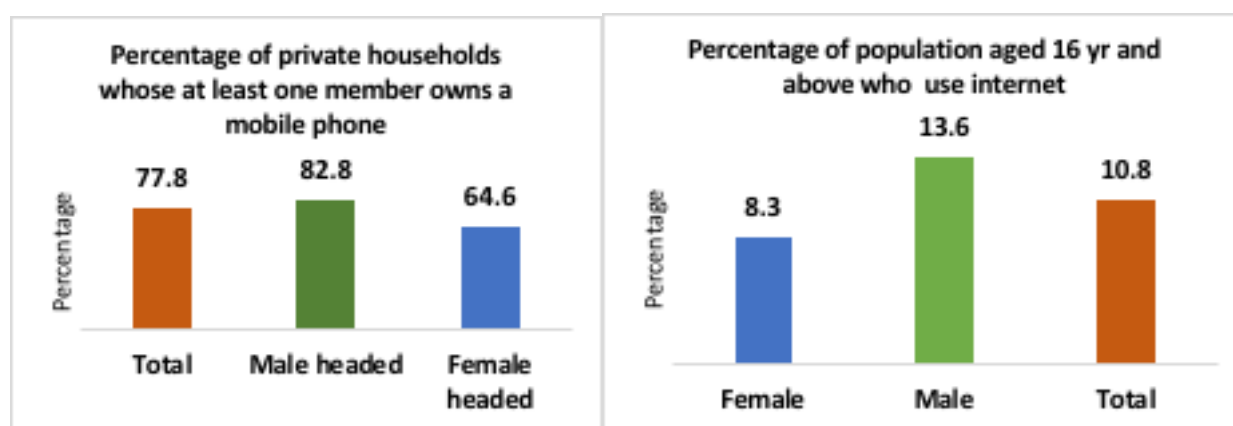 Percentage of private households
whose at least one member owns a
mobile phone
77.8
82.8
64.6
Percentage
Total
Male headed
Female
headed
Percentage of population aged 16 yr and
above who use internet
8.3
13.6
10.8
Percentage
Female
Male
Total